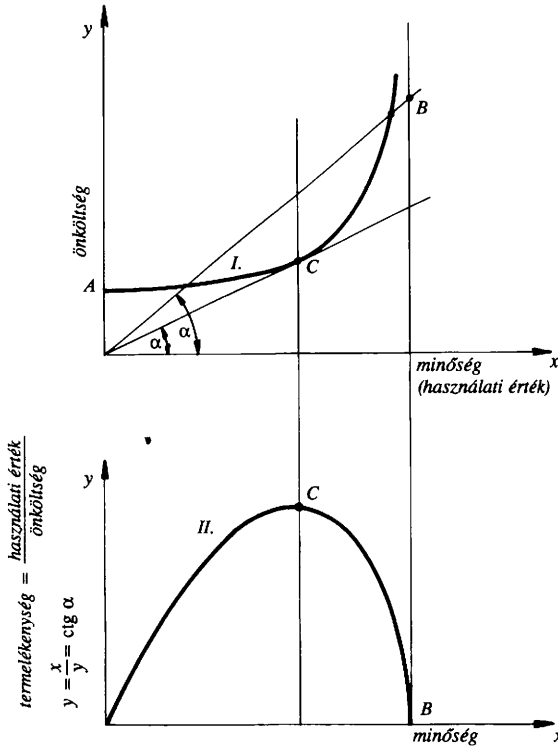 y
önköltség
B
I.
C
A
α
α
minőség
(használati érték)
x
y
termelékenység = használati érték / önköltség
y = x / y = ctg α
II.
C
B
minőség
x